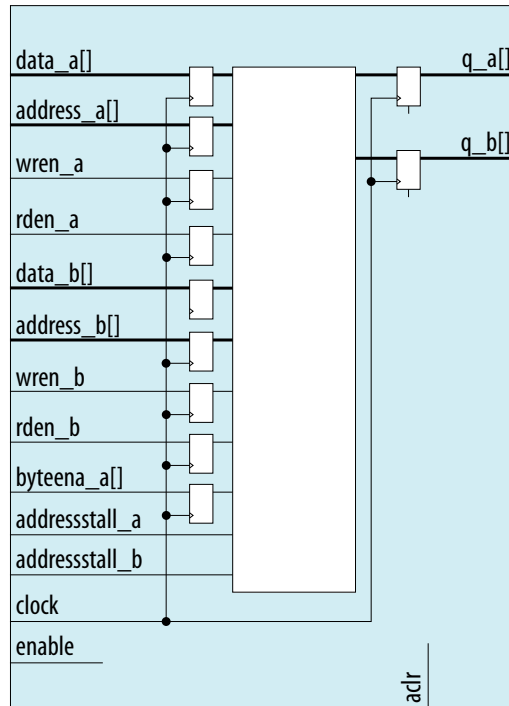 data_a[]
q_a[]
address_a[]
q_b[]
wren_a
rden_a
data_b[]
address_b[]
wren_b
rden_b
byteena_a[]
addressstall_a
addressstall_b
clock
enable
aclr